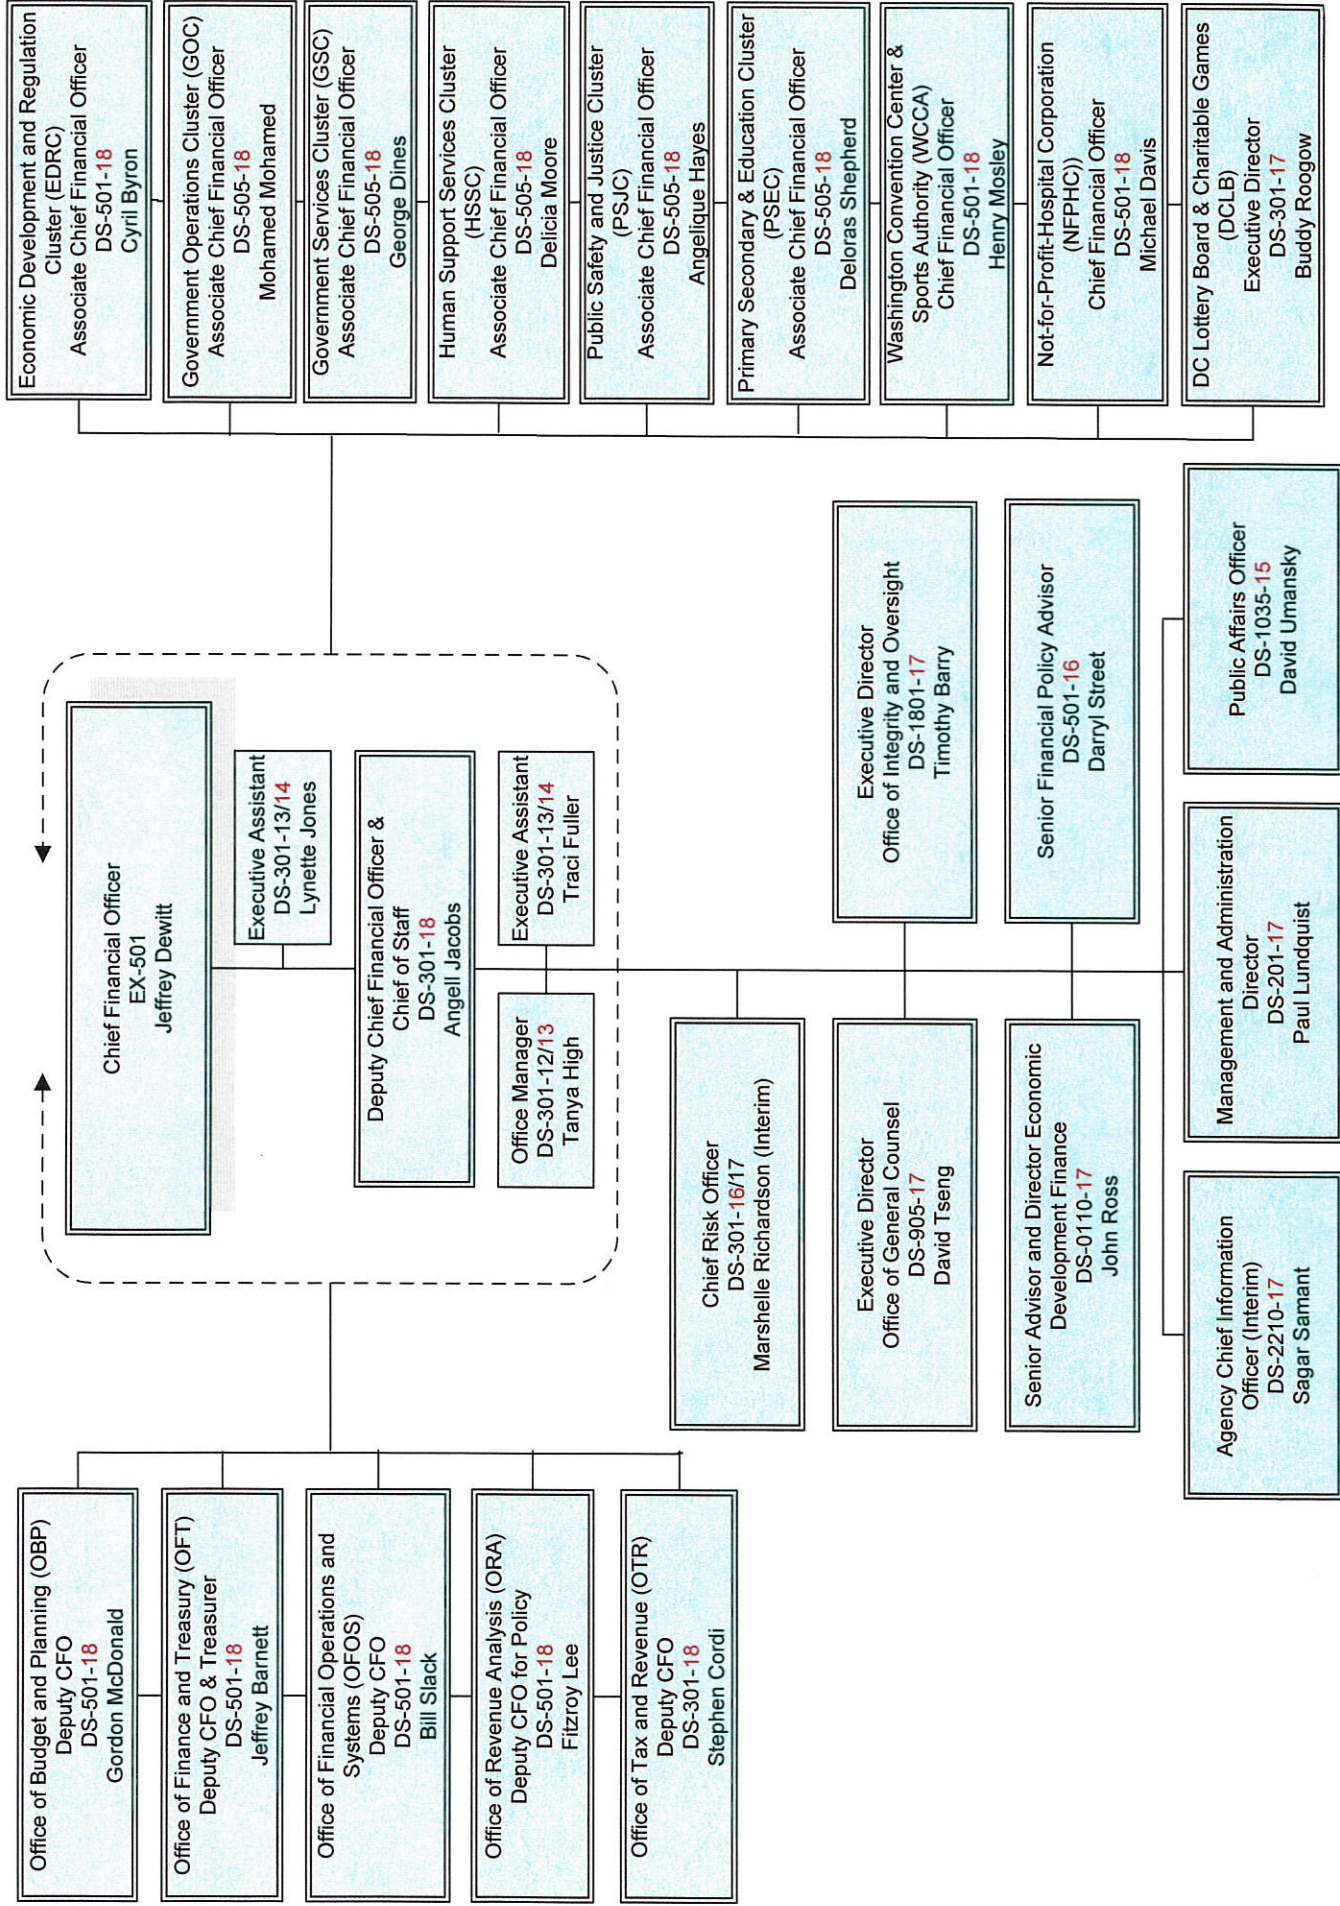 Chief Financial Officer
EX-501
Jeffrey Dewitt
Executive Assistant
DS-301-13/14
Lynette Jones
Deputy Chief Financial Officer &
Chief of Staff
DS-301-18
Angell Jacobs
Office Manager
DS-301-12/13
Tanya High
Executive Assistant
DS-301-13/14
Traci Fuller
Office of Budget and Planning (OBP)
Deputy CFO
DS-501-18
Gordon McDonald
Office of Finance and Treasury (OFT)
Deputy CFO & Treasurer
DS-501-18
Jeffrey Barnett
Office of Financial Operations and
Systems (OFOS)
Deputy CFO
DS-501-18
Bill Slack
Office of Revenue Analysis (ORA)
Deputy CFO for Policy
DS-501-18
Fitzroy Lee
Office of Tax and Revenue (OTR)
Deputy CFO
DS-301-18
Stephen Cordi
Chief Risk Officer
DS-301-16/17
Marshelle Richardson (Interim)
Executive Director
Office of General Counsel
DS-905-17
David Tseng
Executive Director
Office of Integrity and Oversight
DS-1801-17
Timothy Barry
Senior Advisor and Director Economic
Development Finance
DS-0110-17
John Ross
Senior Financial Policy Advisor
DS-501-16
Darryl Street
Agency Chief Information
Officer (Interim)
DS-2210-17
Sagar Samant
Management and Administration
Director
DS-201-17
Paul Lundquist
Public Affairs Officer
DS-1035-15
David Umansky
Economic Development and Regulation
Cluster (EDRC)
Associate Chief Financial Officer
DS-501-18
Cyril Byron
Government Operations Cluster (GOC)
Associate Chief Financial Officer
DS-505-18
Mohamed Mohamed
Government Services Cluster (GSC)
Associate Chief Financial Officer
DS-505-18
George Dines
Human Support Services Cluster
(HSSC)
Associate Chief Financial Officer
DS-505-18
Delicia Moore
Public Safety and Justice Cluster
(PSJC)
Associate Chief Financial Officer
DS-505-18
Angelique Hayes
Primary Secondary & Education Cluster
(PSEC)
Associate Chief Financial Officer
DS-505-18
Deloras Shepherd
Washington Convention Center &
Sports Authority (WCCA)
Chief Financial Officer
DS-501-18
Henry Mosley
Not-for-Profit-Hospital Corporation
(NFPHC))
Chief Financial Officer
DS-501-18
Michael Davis
DC Lottery Board & Charitable Games
(DCLB)
Executive Director
DS-301-17
Buddy Roogow